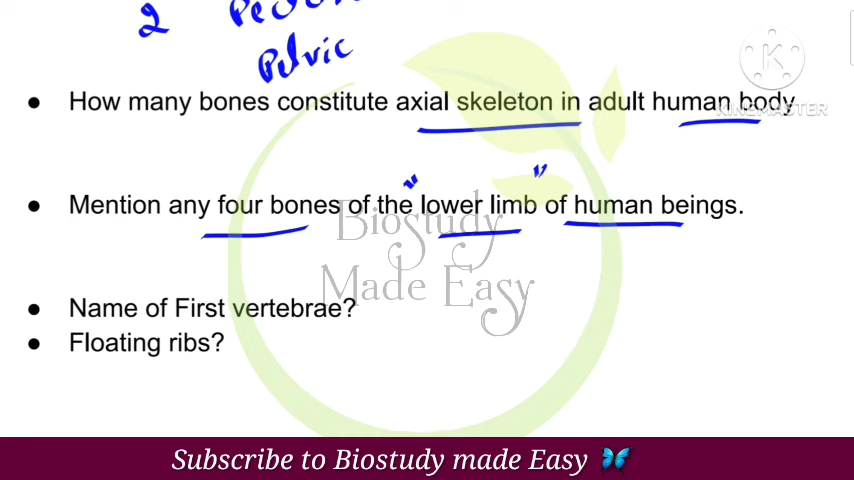 2
Pelvic
● How many bones constitute axial skeleton in adult human body
KINEMASTER
● Mention any four bones of the "lower limb" of human beings.
Biostudy
Made Easy
● Name of First vertebrae?
● Floating ribs?
Subscribe to Biostudy made Easy 🦋